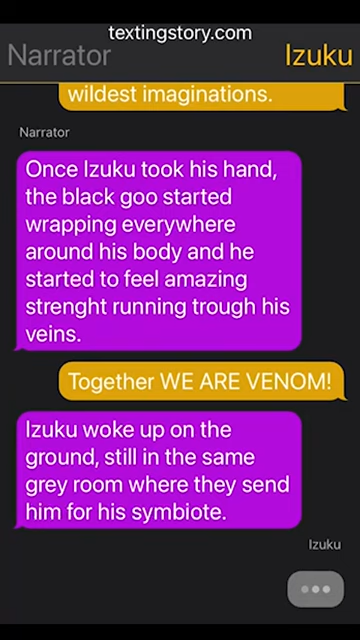 textingstory.com
Narrator
Izuku
wildest imaginations.
Narrator
Once Izuku took his hand,
the black goo started
wrapping everywhere
around his body and he
started to feel amazing
strenght running trough his
veins.
Together WE ARE VENOM!
Izuku woke up on the
ground, still in the same
grey room where they send
him for his symbiote.
Izuku